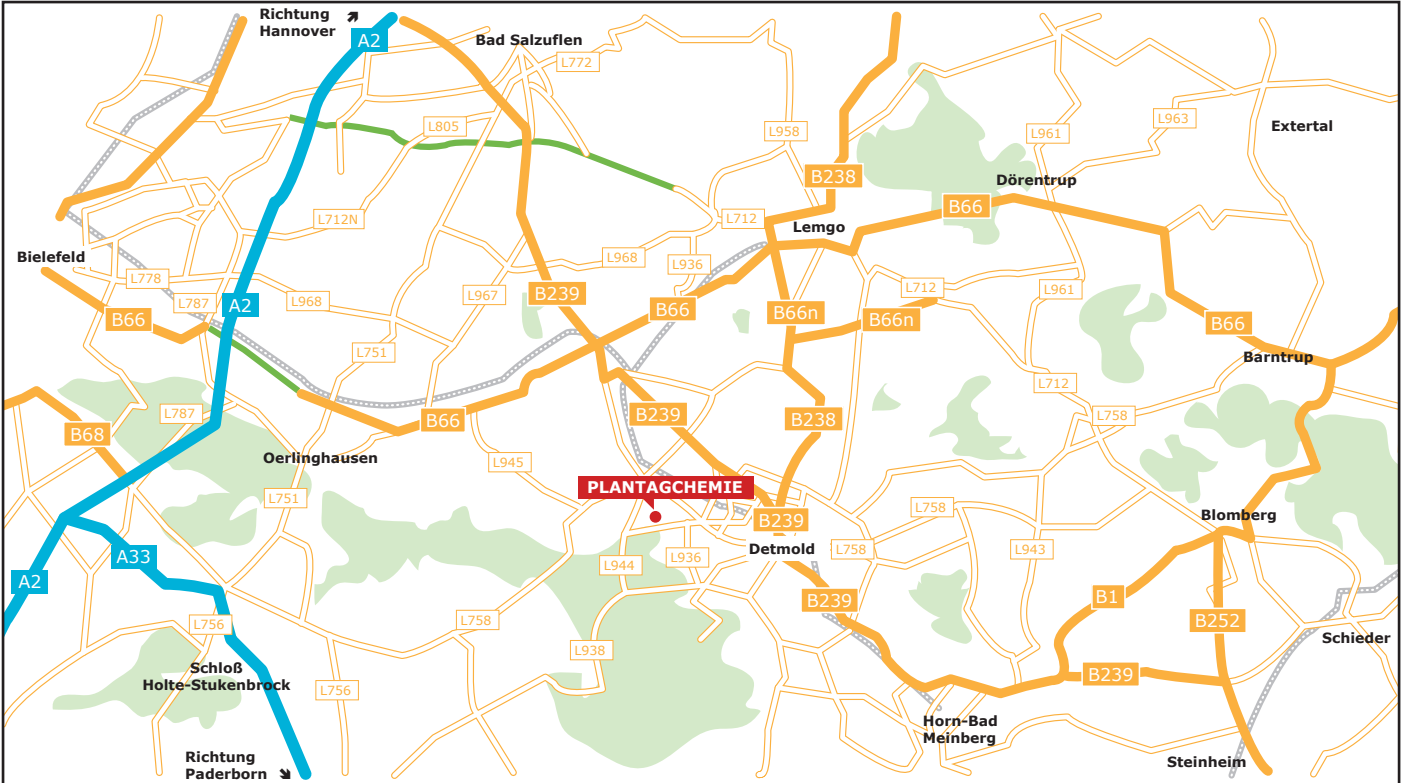 Richtung
Hannover
A2
Bad Salzuflen
L772
L805
L958
L961
L963
Extertal
B238
Dörentrup
B66
L712N
L712
Lemgo
Bielefeld
L778
L968
L936
L787
A2
L968
L967
B239
B66
B66n
B66n
L712
L961
B66
B66
L751
Barntrup
L712
L787
B68
B66
B239
B238
L758
Oerlinghausen
L945
PLANTAGCHEMIE
L751
B239
L758
Blomberg
A33
Detmold
L758
L943
L944
L936
A2
B239
B1
L756
L758
B252
Schieder
L938
Schloß
Holte-Stukenbrock
L756
B239
Horn-Bad
Meinberg
Richtung
Paderborn
Steinheim